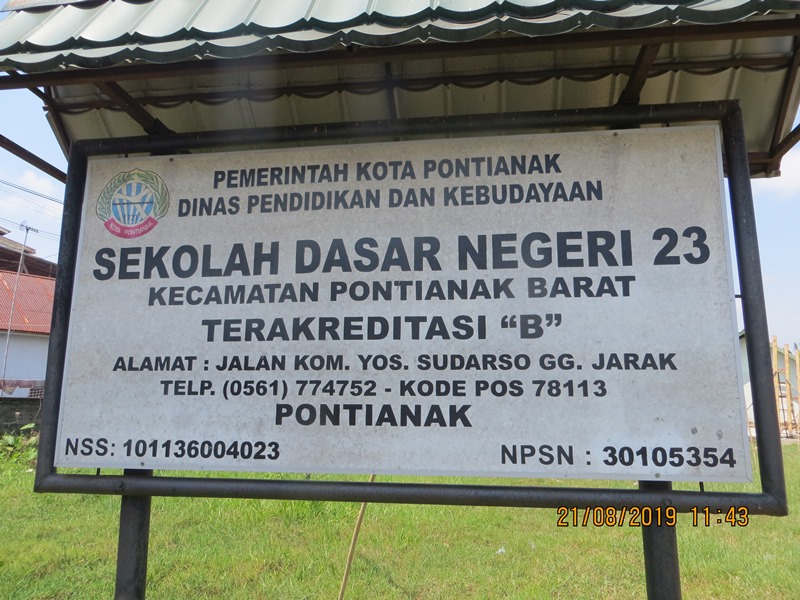 PEMERINTAH KOTA PONTIANAK
DINAS PENDIDIKAN DAN KEBUDAYAAN
KOTA PONTIANAK
SEKOLAH DASAR NEGERI 23
KECAMATAN PONTIANAK BARAT
TERAKREDITASI “B”
ALAMAT : JALAN KOM. YOS. SUDARSO GG. JARAK
TELP. (0561) 774752 - KODE POS 78113
PONTIANAK
NSS: 101136004023 NPSN : 30105354
21/08/2019 11:43